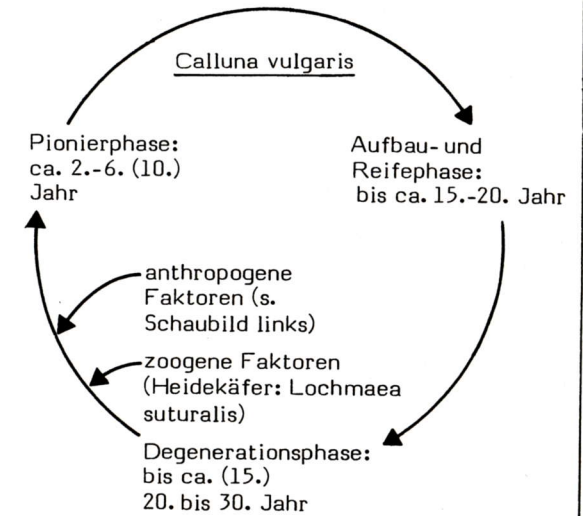 Calluna vulgaris
Pionierphase:
ca. 2.-6. (10.)
Jahr
Aufbau- und
Reifephase:
bis ca. 15.-20. Jahr
anthropogene
Faktoren (s.
Schaubild links)
zoogene Faktoren
(Heidekäfer: Lochmaea
suturalis)
Degenerationsphase:
bis ca. (15.)
20. bis 30. Jahr